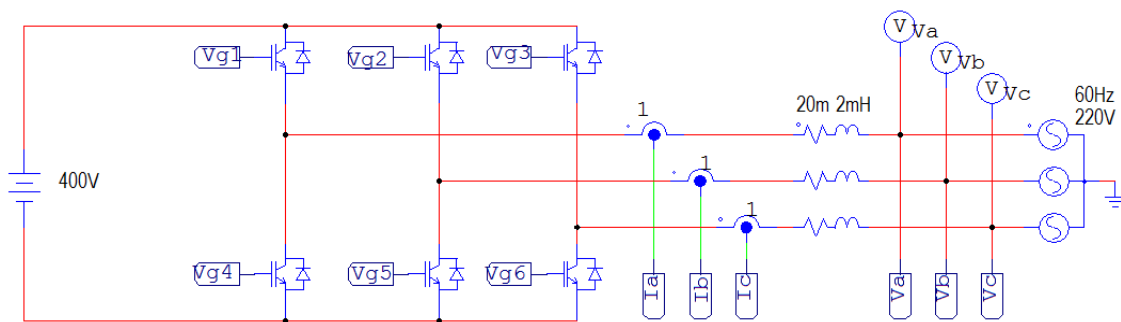 Vg1
Vg2
Vg3
V Va
V Vb
V Vc
60Hz
220V
1
20m 2mH
1
1
400V
Vg4
Vg5
Vg6
Ia
Ib
Ic
Va
Vb
Vc